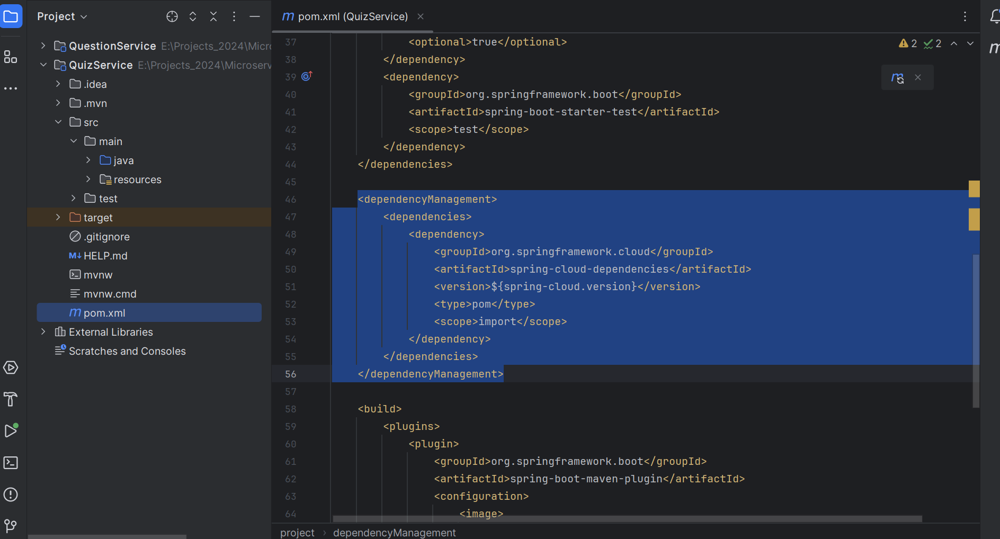 Project
QuestionService E:\Projects_2024\Micro
QuizService E:\Projects_2024\Microserv
.idea
.mvn
src
main
java
resources
test
target
.gitignore
M↓ HELP.md
mvnw
mvnw.cmd
m pom.xml
External Libraries
Scratches and Consoles
m pom.xml (QuizService)
2 2
37 <optional>true</optional>
38 </dependency>
39 <dependency>
40 <groupId>org.springframework.boot</groupId>
41 <artifactId>spring-boot-starter-test</artifactId>
42 <scope>test</scope>
43 </dependency>
44 </dependencies>
45
46 <dependencyManagement>
47 <dependencies>
48 <dependency>
49 <groupId>org.springframework.cloud</groupId>
50 <artifactId>spring-cloud-dependencies</artifactId>
51 <version>${spring-cloud.version}</version>
52 <type>pom</type>
53 <scope>import</scope>
54 </dependency>
55 </dependencies>
56 </dependencyManagement>
57
58 <build>
59 <plugins>
60 <plugin>
61 <groupId>org.springframework.boot</groupId>
62 <artifactId>spring-boot-maven-plugin</artifactId>
63 <configuration>
64 <image>
project › dependencyManagement